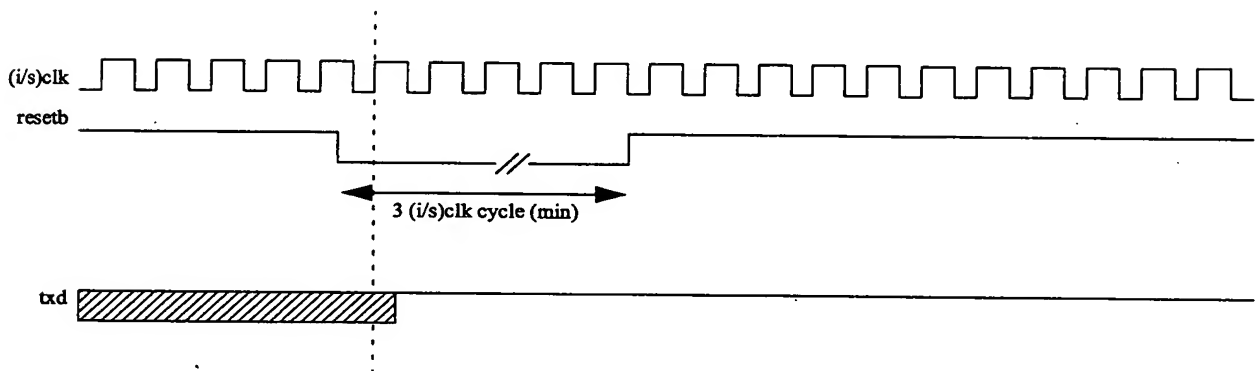 (i/s)clk
resetb
3 (i/s)clk cycle (min)
txd